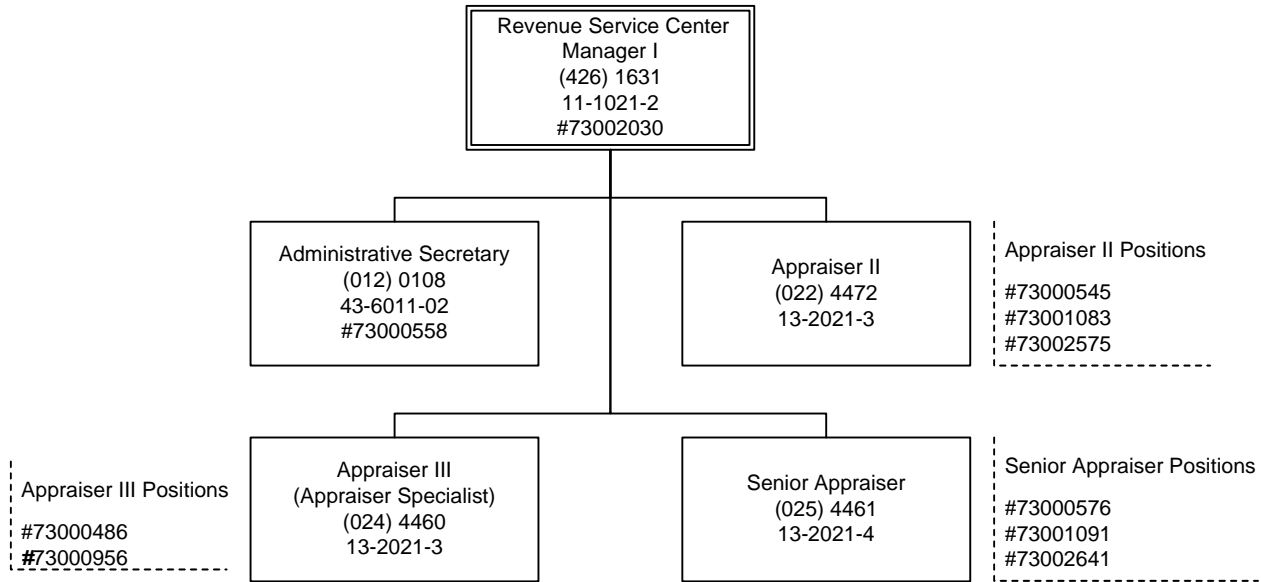 Revenue Service Center
Manager I
(426) 1631
11-1021-2
#73002030
Administrative Secretary
(012) 0108
43-6011-02
#73000558
Appraiser II
(022) 4472
13-2021-3
Appraiser II Positions
#73000545
#73001083
#73002575
Appraiser III Positions
#73000486
#73000956
Appraiser III
(Appraiser Specialist)
(024) 4460
13-2021-3
Senior Appraiser
(025) 4461
13-2021-4
Senior Appraiser Positions
#73000576
#73001091
#73002641